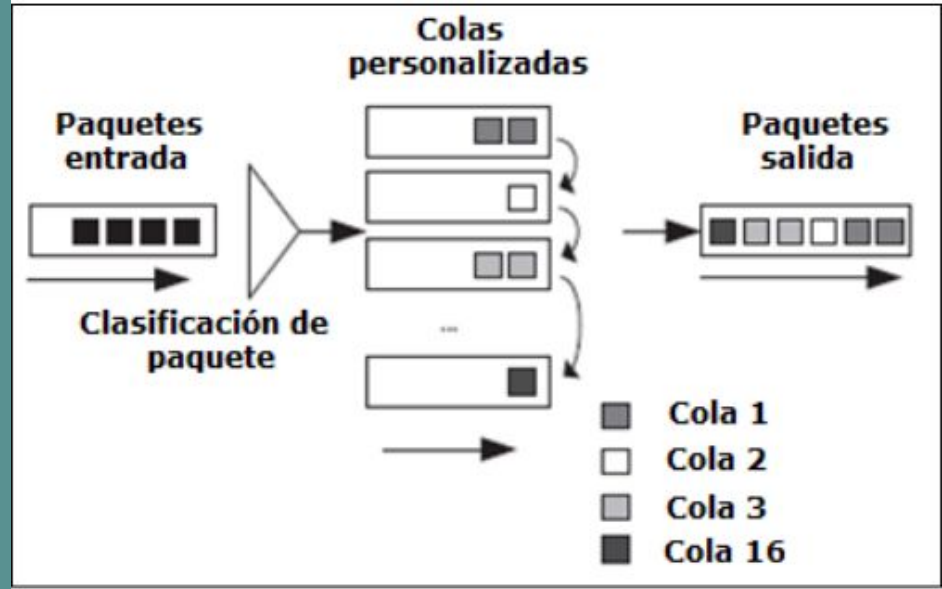 Colas
personalizadas
Paquetes
entrada
Paquetes
salida
Clasificación de
paquete
...
Cola 1
Cola 2
Cola 3
Cola 16